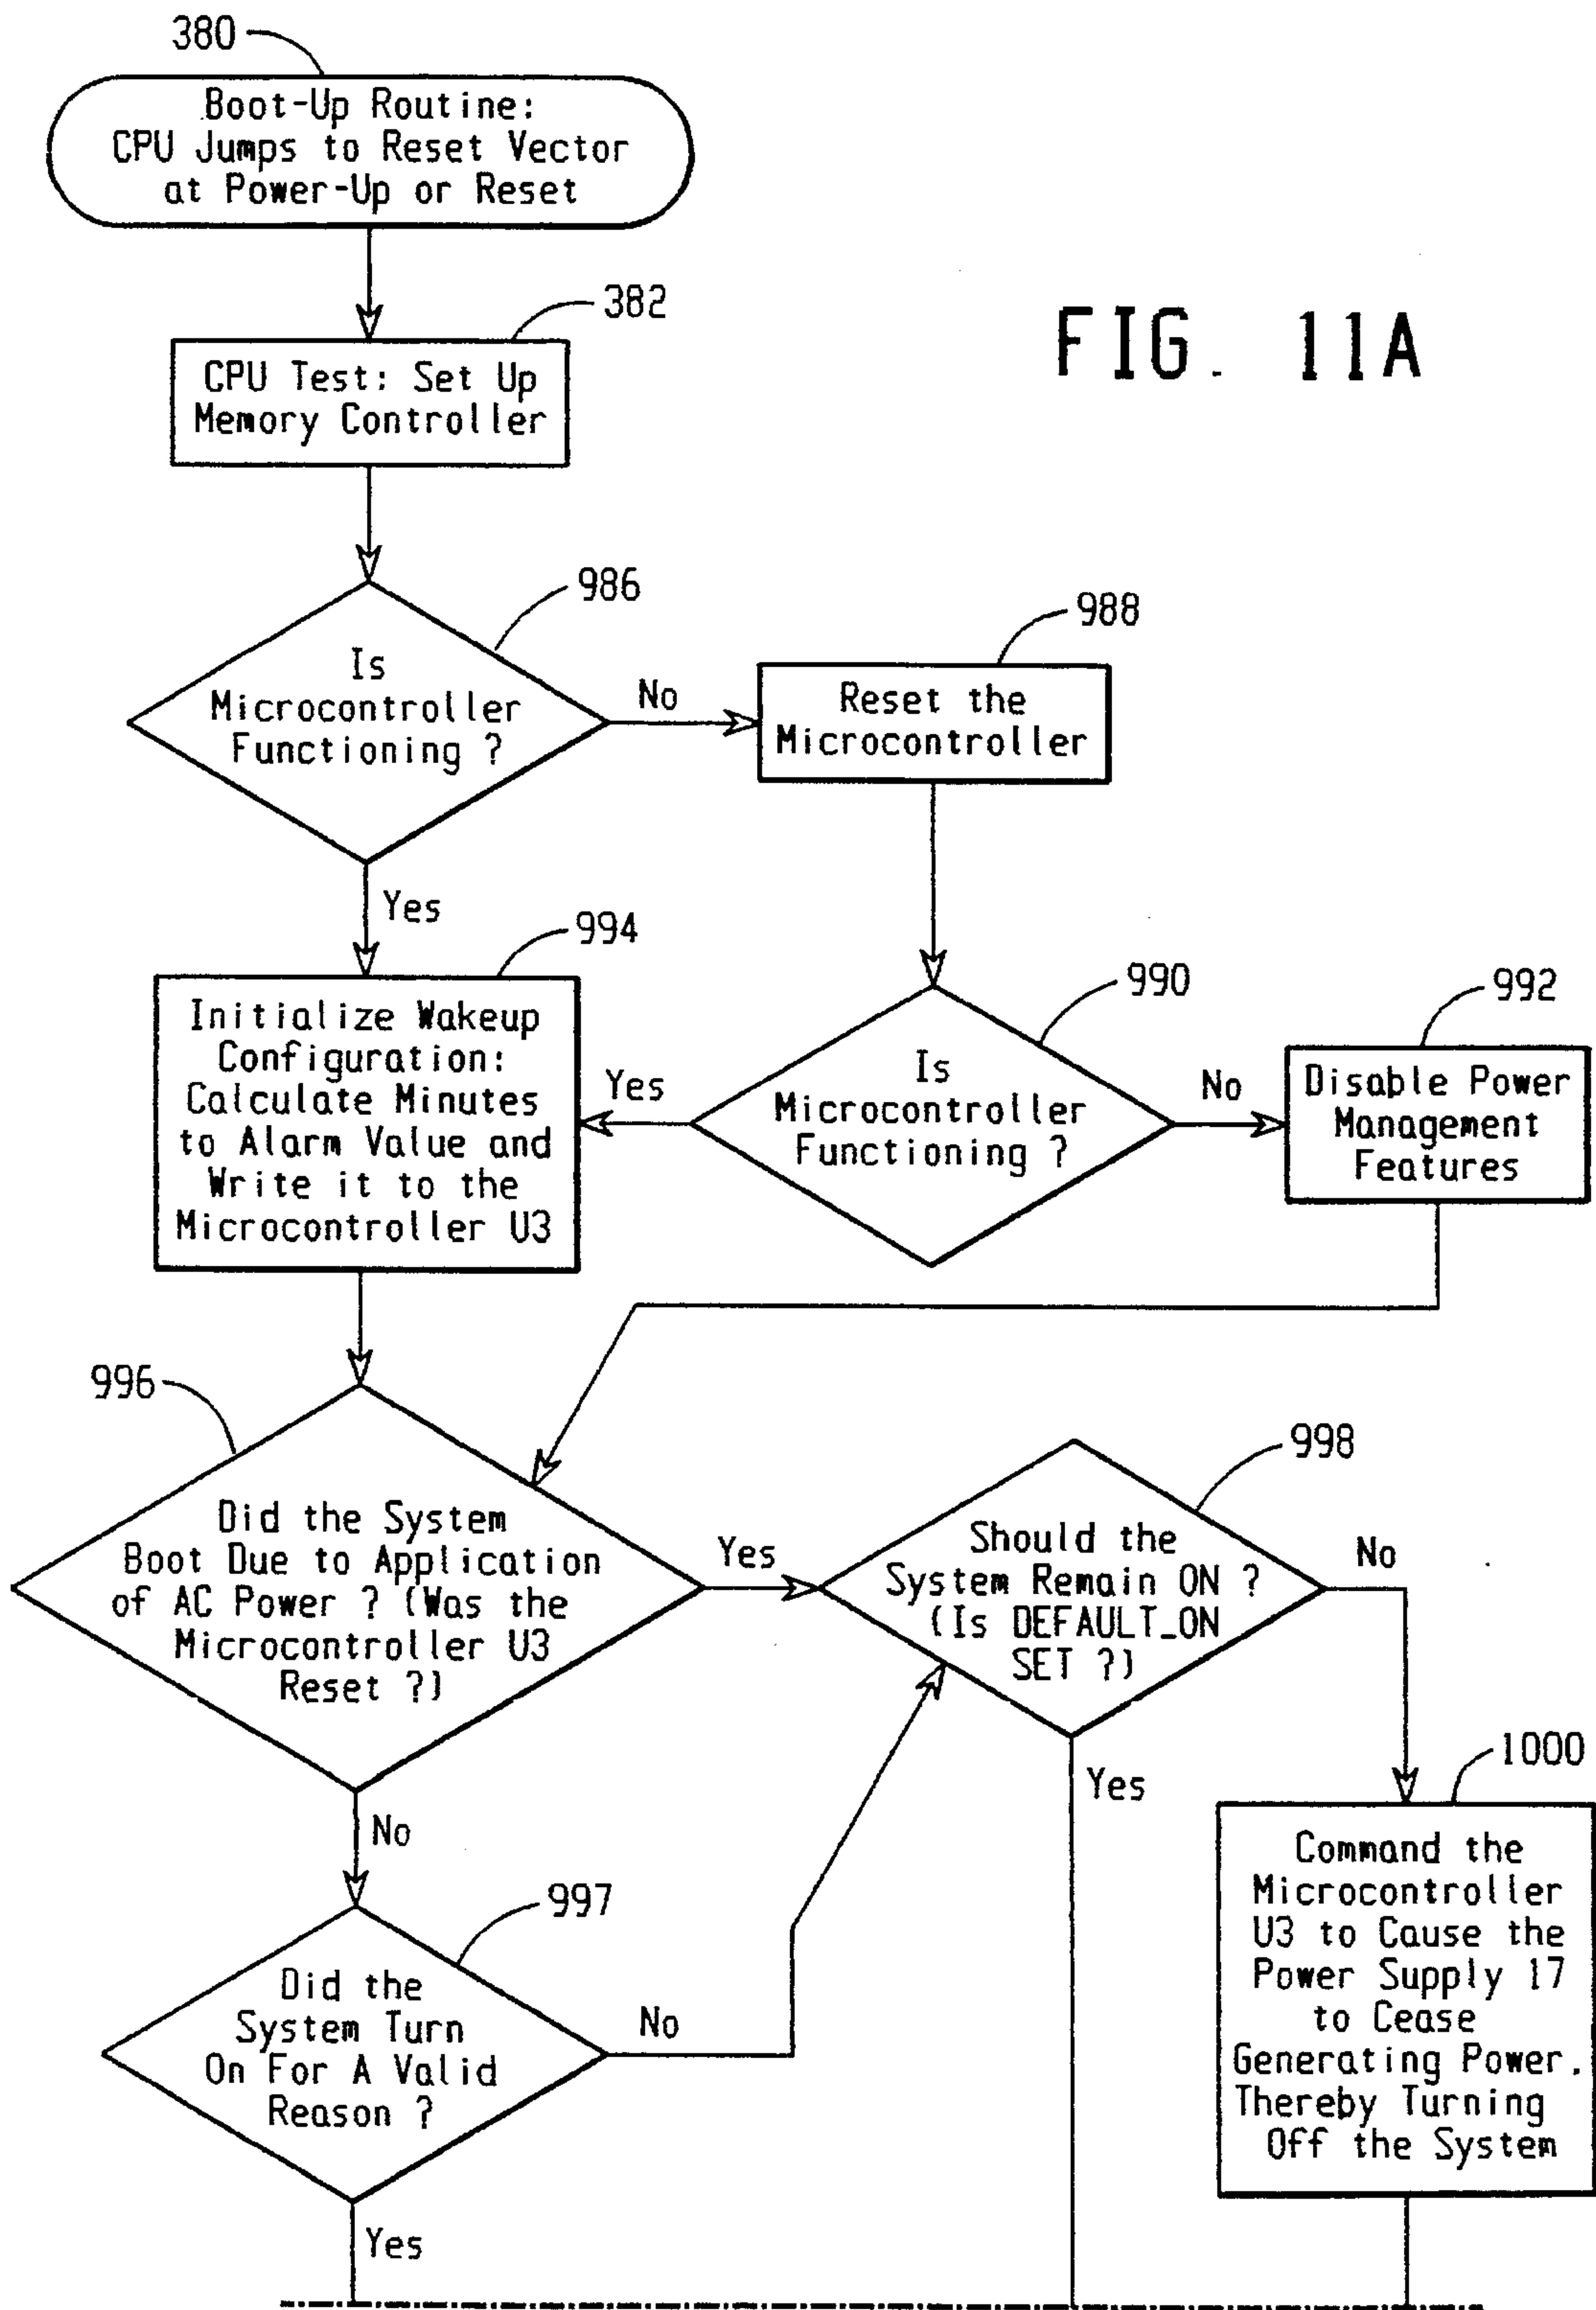 380
Boot-Up Routine:
CPU Jumps to Reset Vector
at Power-Up or Reset
382
CPU Test: Set Up
Memory Controller
FIG. 11A
986
Is
Microcontroller
Functioning ?
No
988
Reset the
Microcontroller
Yes
994
Initialize Wakeup
Configuration:
Calculate Minutes
to Alarm Value and
Write it to the
Microcontroller U3
Yes
990
Is
Microcontroller
Functioning ?
No
992
Disable Power
Management
Features
996
Did the System
Boot Due to Application
of AC Power ? (Was the
Microcontroller U3
Reset ?)
Yes
998
Should the
System Remain ON ?
(Is DEFAULT_ON
SET ?)
No
Yes
1000
Command the
Microcontroller
U3 to Cause the
Power Supply 17
to Cease
Generating Power.
Thereby Turning
Off the System
No
997
Did the
System Turn
On For A Valid
Reason ?
No
Yes